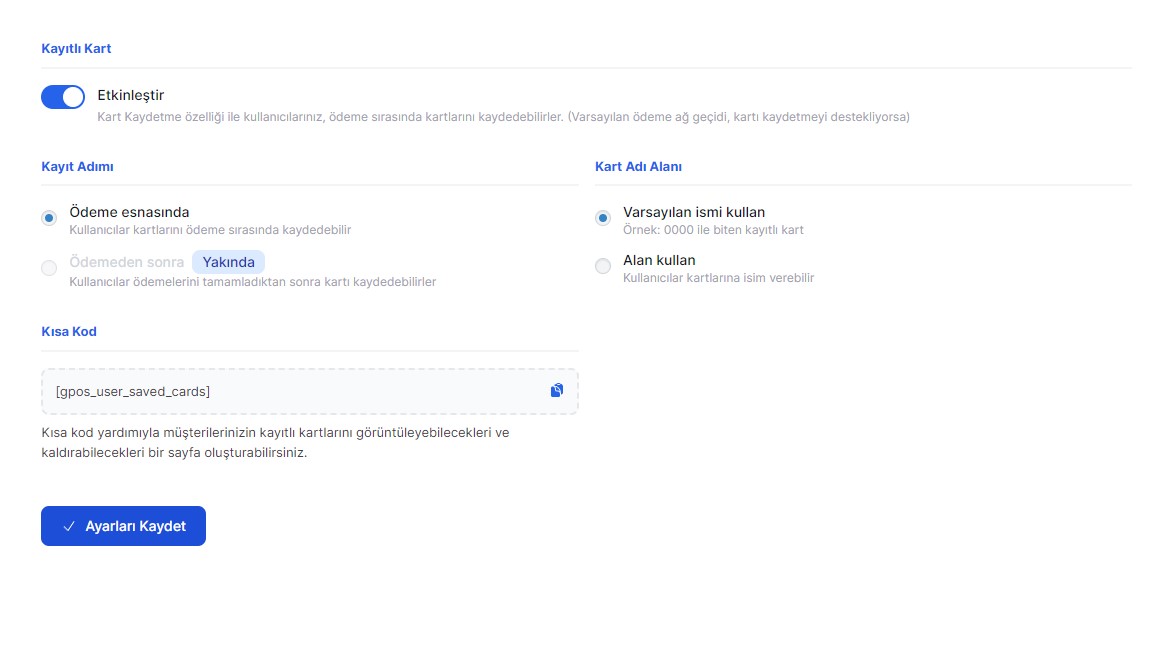 Kayıtlı Kart
Etkinleştir
Kart Kaydetme özelliği ile kullanıcılarınız, ödeme sırasında kartlarını kaydedebilirler. (Varsayılan ödeme ağ geçidi, kartı kaydetmeyi destekliyorsa)
Kayıt Adımı
Ödeme esnasında
Kullanıcılar kartlarını ödeme sırasında kaydedebilir
Ödemeden sonra Yakında
Kullanıcılar ödemelerini tamamladıktan sonra kartı kaydedebilirler
Kart Adı Alanı
Varsayılan ismi kullan
Örnek: 0000 ile biten kayıtlı kart
Alan kullan
Kullanıcılar kartlarına isim verebilir
Kısa Kod
[gpos_user_saved_cards]
Kısa kod yardımıyla müşterilerinizin kayıtlı kartlarını görüntüleyebilecekleri ve
kaldırabilecekleri bir sayfa oluşturabilirsiniz.
Ayarları Kaydet